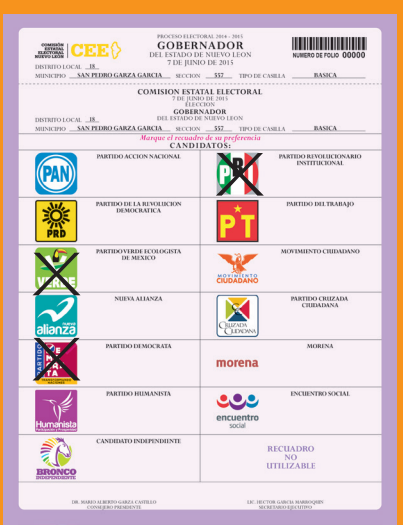 PROCESO ELECTORAL 2014 - 2015
GOBERNADOR
DEL ESTADO DE NUEVO LEON
7 DE JUNIO DE 2015
COMISIÓN
ESTATAL
ELECTORAL
NUEVO LEÓN
CEE
NUMERO DE FOLIO 00000
DISTRITO LOCAL 18
MUNICIPIO SAN PEDRO GARZA GARCIA SECCION 557 TIPO DE CASILLA BASICA
COMISION ESTATAL ELECTORAL
7 DE JUNIO DE 2015
ELECCION
GOBERNADOR
DEL ESTADO DE NUEVO LEON
DISTRITO LOCAL 18
MUNICIPIO SAN PEDRO GARZA GARCIA SECCION 557 TIPO DE CASILLA BASICA
Marque el recuadro de su preferencia
CANDIDATOS:
PAN
PARTIDO ACCION NACIONAL
PRI
PARTIDO REVOLUCIONARIO
INSTITUCIONAL
PRD
PARTIDO DE LA REVOLUCION
DEMOCRATICA
PT
PARTIDO DEL TRABAJO
VERDE
PARTIDO VERDE ECOLOGISTA
DE MEXICO
MOVIMIENTO
CIUDADANO
MOVIMIENTO CIUDADANO
nueva
alianza
NUEVA ALIANZA
CRUZADA
CIUDADANA
PARTIDO CRUZADA
CIUDADANA
PARTIDO
DEMOCRATA
PARTIDO DEMOCRATA
morena
MORENA
Humanista
PARTIDO HUMANISTA
encuentro
social
ENCUENTRO SOCIAL
BRONCO
INDEPENDIENTE
CANDIDATO INDEPENDIENTE
RECUADRO
NO
UTILIZABLE
DR. MARIO ALBERTO GARZA CASTILLO
CONSEJERO PRESIDENTE
LIC. HECTOR GARCIA MARROQUIN
SECRETARIO EJECUTIVO